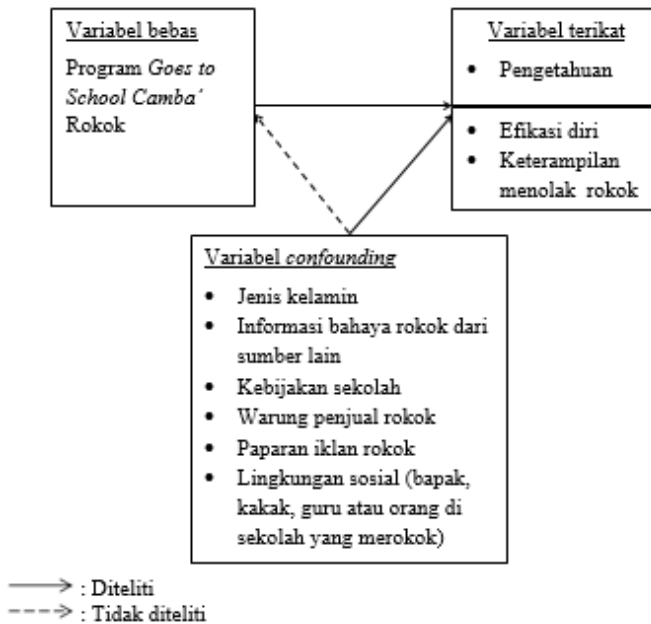 Variabel bebas
Program Goes to
School Camba´
Rokok
Variabel terikat
• Pengetahuan
• Efikasi diri
• Keterampilan
menolak rokok
Variabel confounding
• Jenis kelamin
• Informasi bahaya rokok dari
sumber lain
• Kebijakan sekolah
• Warung penjual rokok
• Paparan iklan rokok
• Lingkungan sosial (bapak,
kakak, guru atau orang di
sekolah yang merokok)
: Diteliti
: Tidak diteliti